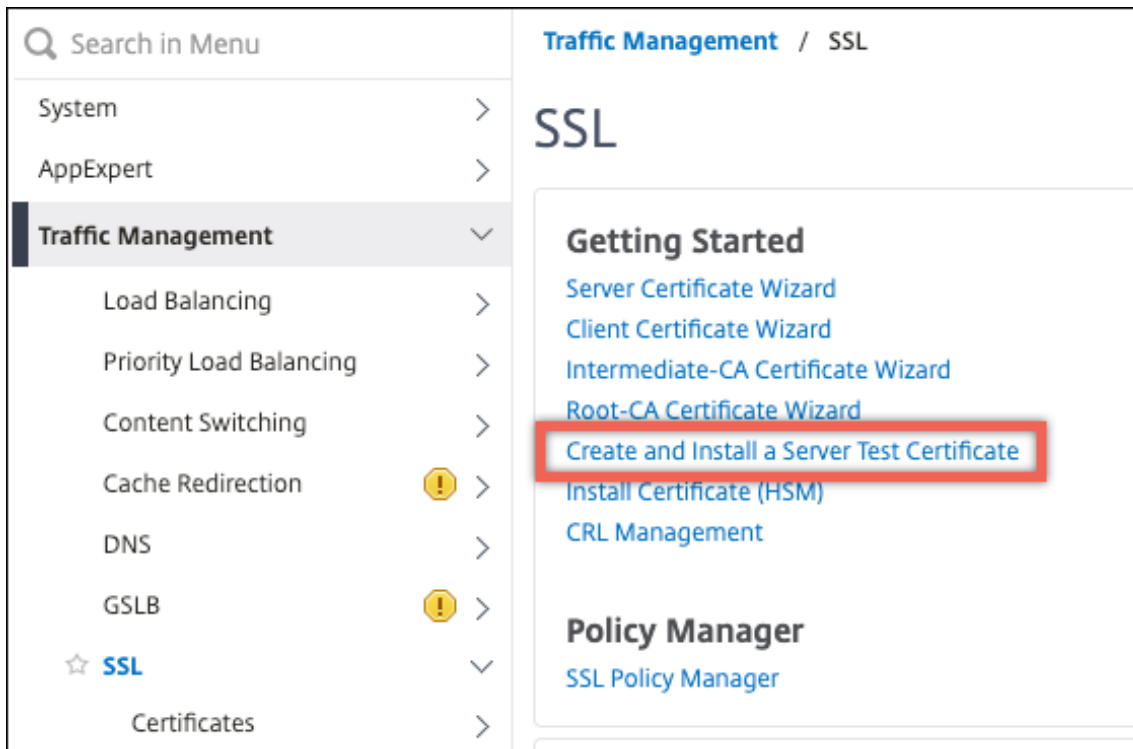 Search in Menu
System
AppExpert
Traffic Management
Load Balancing
Priority Load Balancing
Content Switching
Cache Redirection
DNS
GSLB
SSL
Certificates
Traffic Management / SSL
SSL
Getting Started
Server Certificate Wizard
Client Certificate Wizard
Intermediate-CA Certificate Wizard
Root-CA Certificate Wizard
Create and Install a Server Test Certificate
Install Certificate (HSM)
CRL Management
Policy Manager
SSL Policy Manager